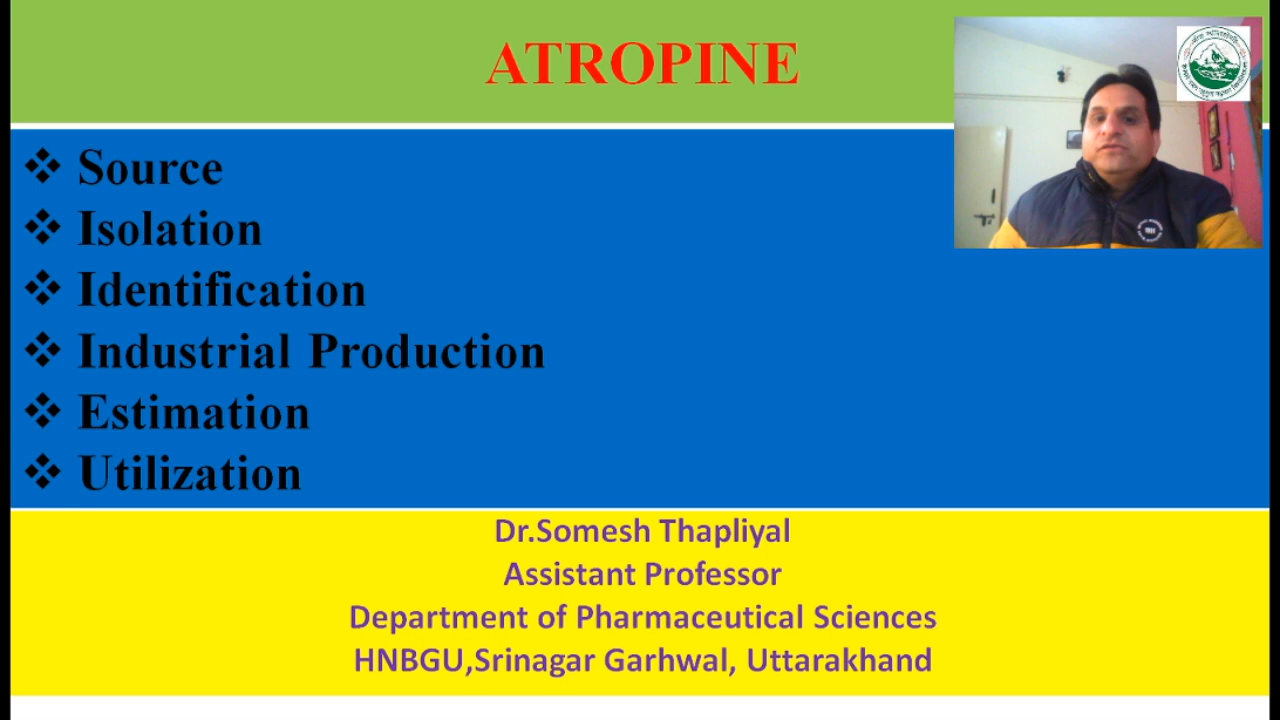 ATROPINE
❖ Source
❖ Isolation
❖ Identification
❖ Industrial Production
❖ Estimation
❖ Utilization
Dr.Somesh Thapliyal
Assistant Professor
Department of Pharmaceutical Sciences
HNBGU,Srinagar Garhwal, Uttarakhand